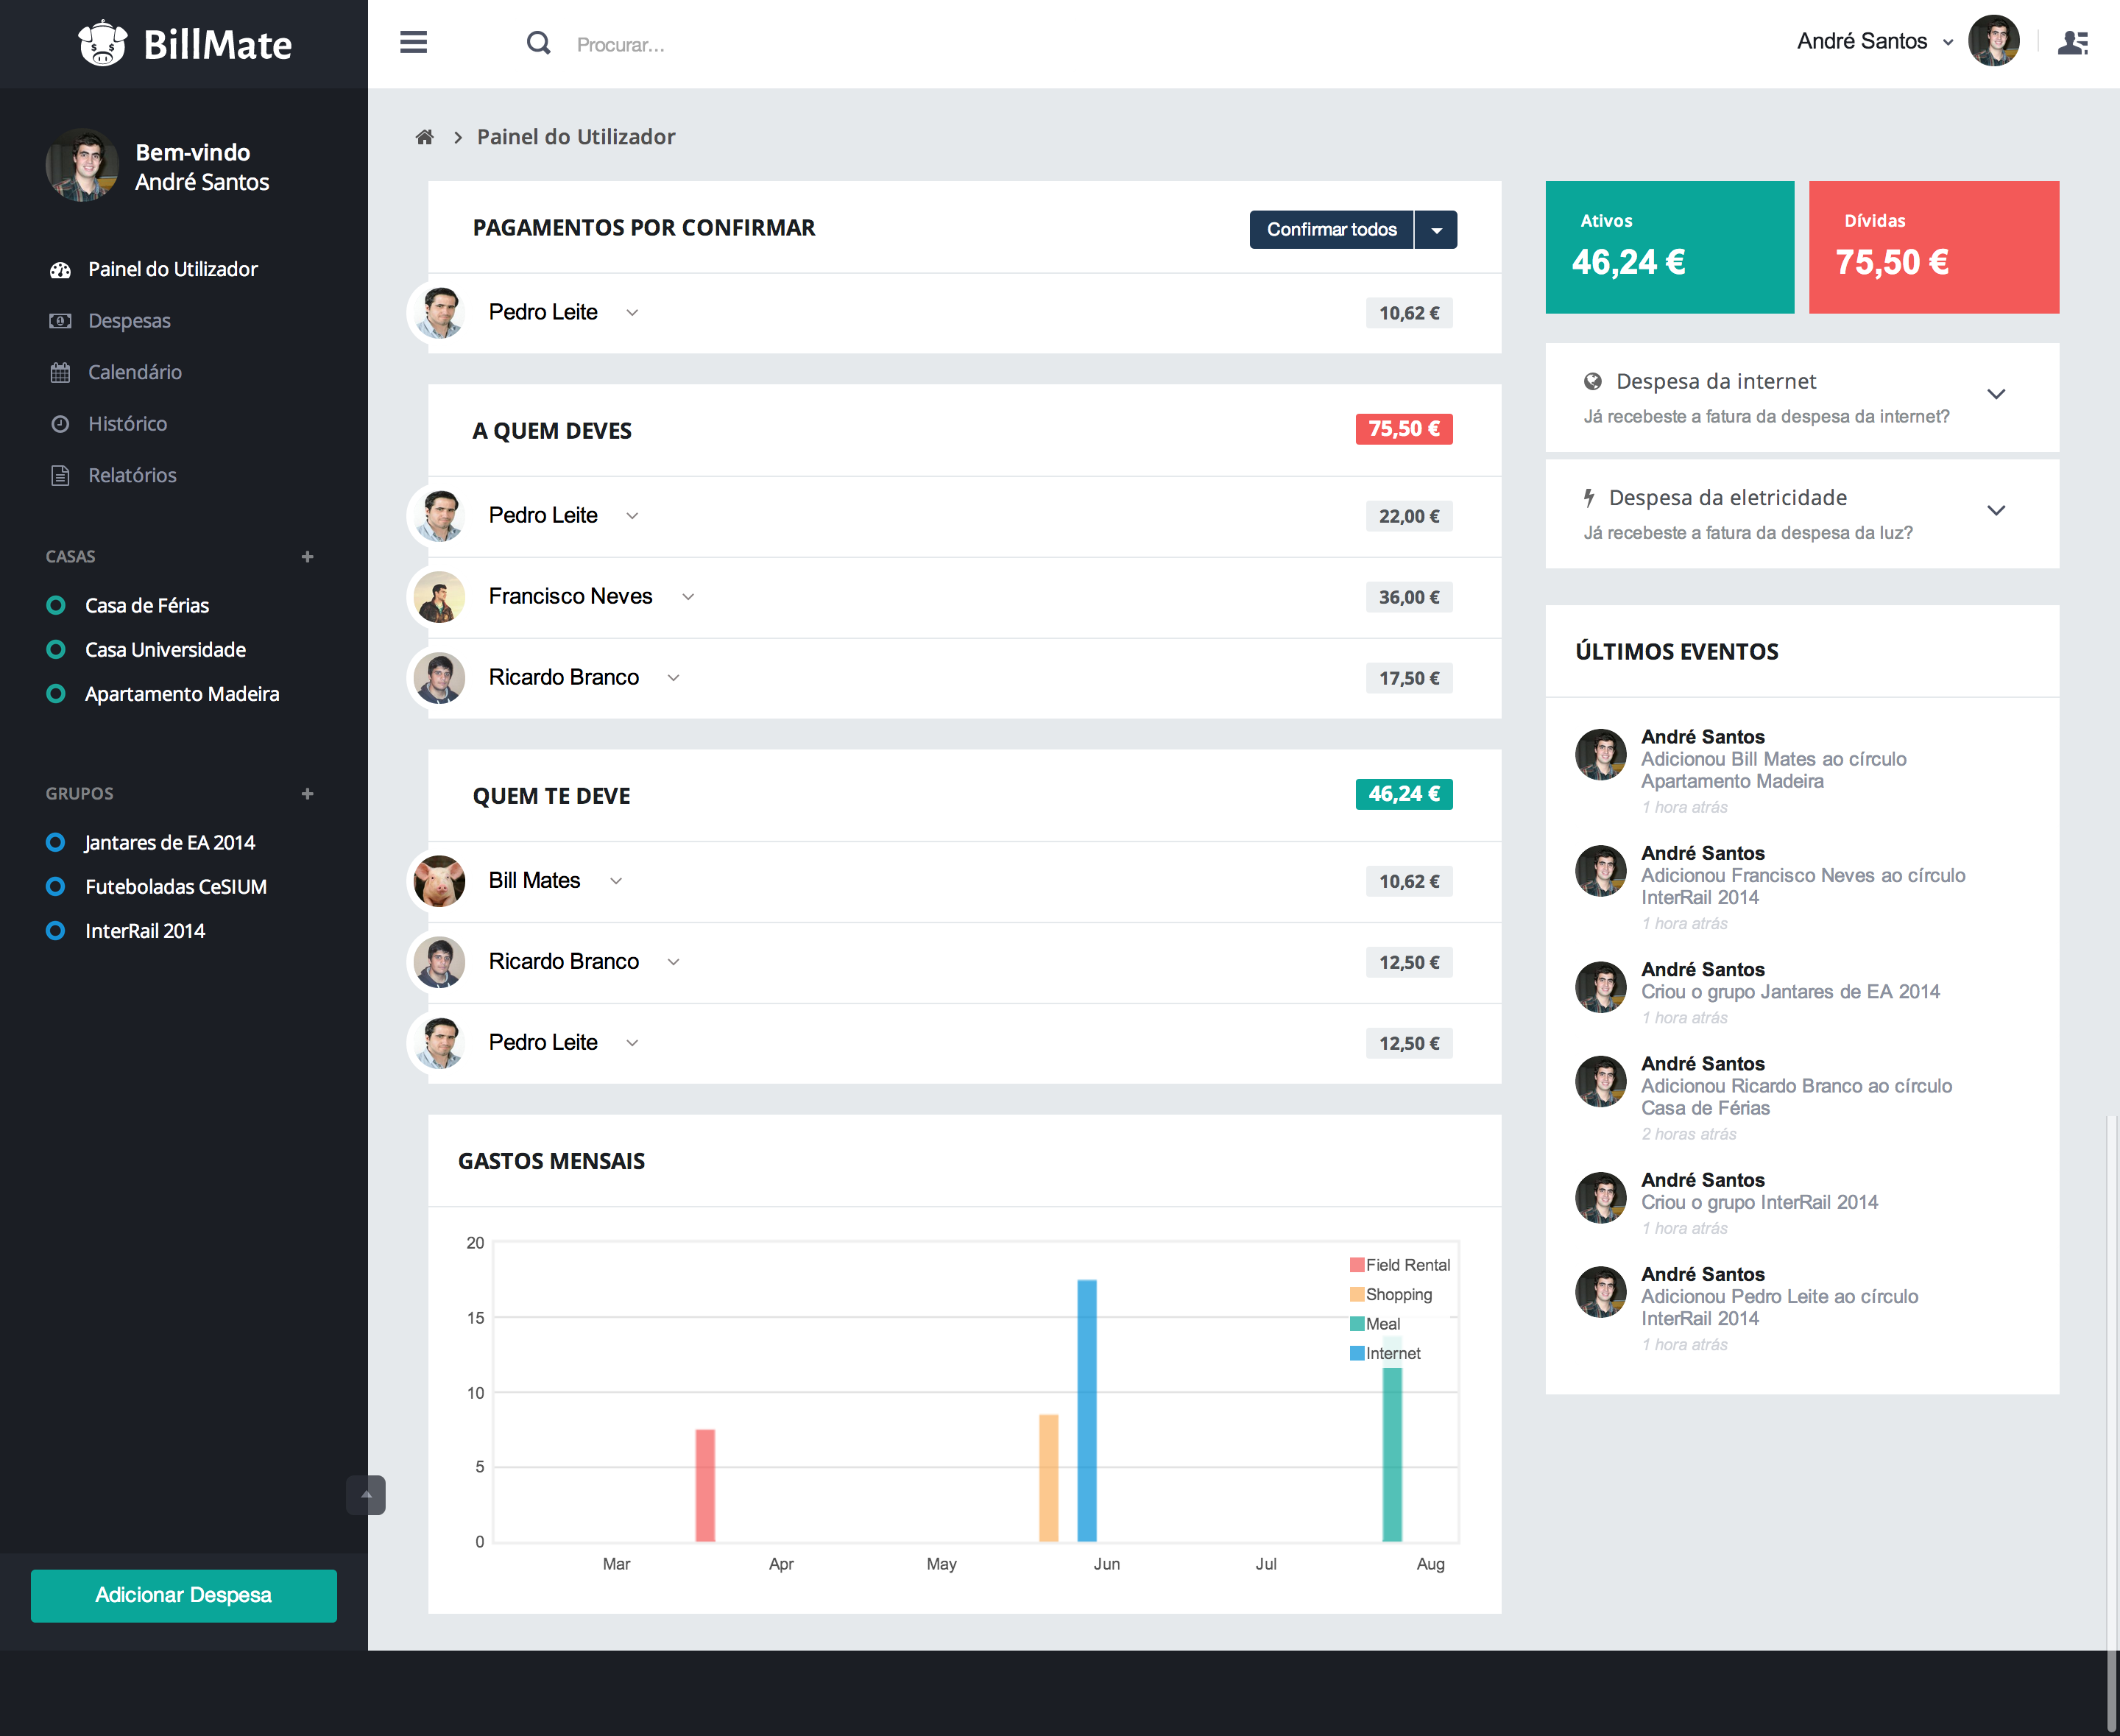 BillMate
Procurar...
André Santos
Bem-vindo
André Santos
Painel do Utilizador
Despesas
Calendário
Histórico
Relatórios
CASAS
Casa de Férias
Casa Universidade
Apartamento Madeira
GRUPOS
Jantares de EA 2014
Futeboladas CeSIUM
InterRail 2014
Adicionar Despesa
Painel do Utilizador
PAGAMENTOS POR CONFIRMAR
Confirmar todos
Pedro Leite
10,62 €
A QUEM DEVES
75,50 €
Pedro Leite
22,00 €
Francisco Neves
36,00 €
Ricardo Branco
17,50 €
QUEM TE DEVE
46,24 €
Bill Mates
10,62 €
Ricardo Branco
12,50 €
Pedro Leite
12,50 €
GASTOS MENSAIS
20
15
10
5
0
Mar
Apr
May
Jun
Jul
Aug
Field Rental
Shopping
Meal
Internet
Ativos
46,24 €
Dívidas
75,50 €
Despesa da internet
Já recebeste a fatura da despesa da internet?
Despesa da eletricidade
Já recebeste a fatura da despesa da luz?
ÚLTIMOS EVENTOS
André Santos
Adicionou Bill Mates ao círculo
Apartamento Madeira
1 hora atrás
André Santos
Adicionou Francisco Neves ao círculo
InterRail 2014
1 hora atrás
André Santos
Criou o grupo Jantares de EA 2014
1 hora atrás
André Santos
Adicionou Ricardo Branco ao círculo
Casa de Férias
2 horas atrás
André Santos
Criou o grupo InterRail 2014
1 hora atrás
André Santos
Adicionou Pedro Leite ao círculo
InterRail 2014
1 hora atrás